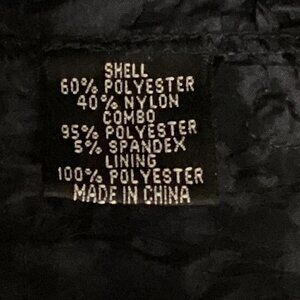 SHELL
60% POLYESTER
40% NYLON
COMBO
95% POLYESTER
5% SPANDEX
LINING
100% POLYESTER
MADE IN CHINA